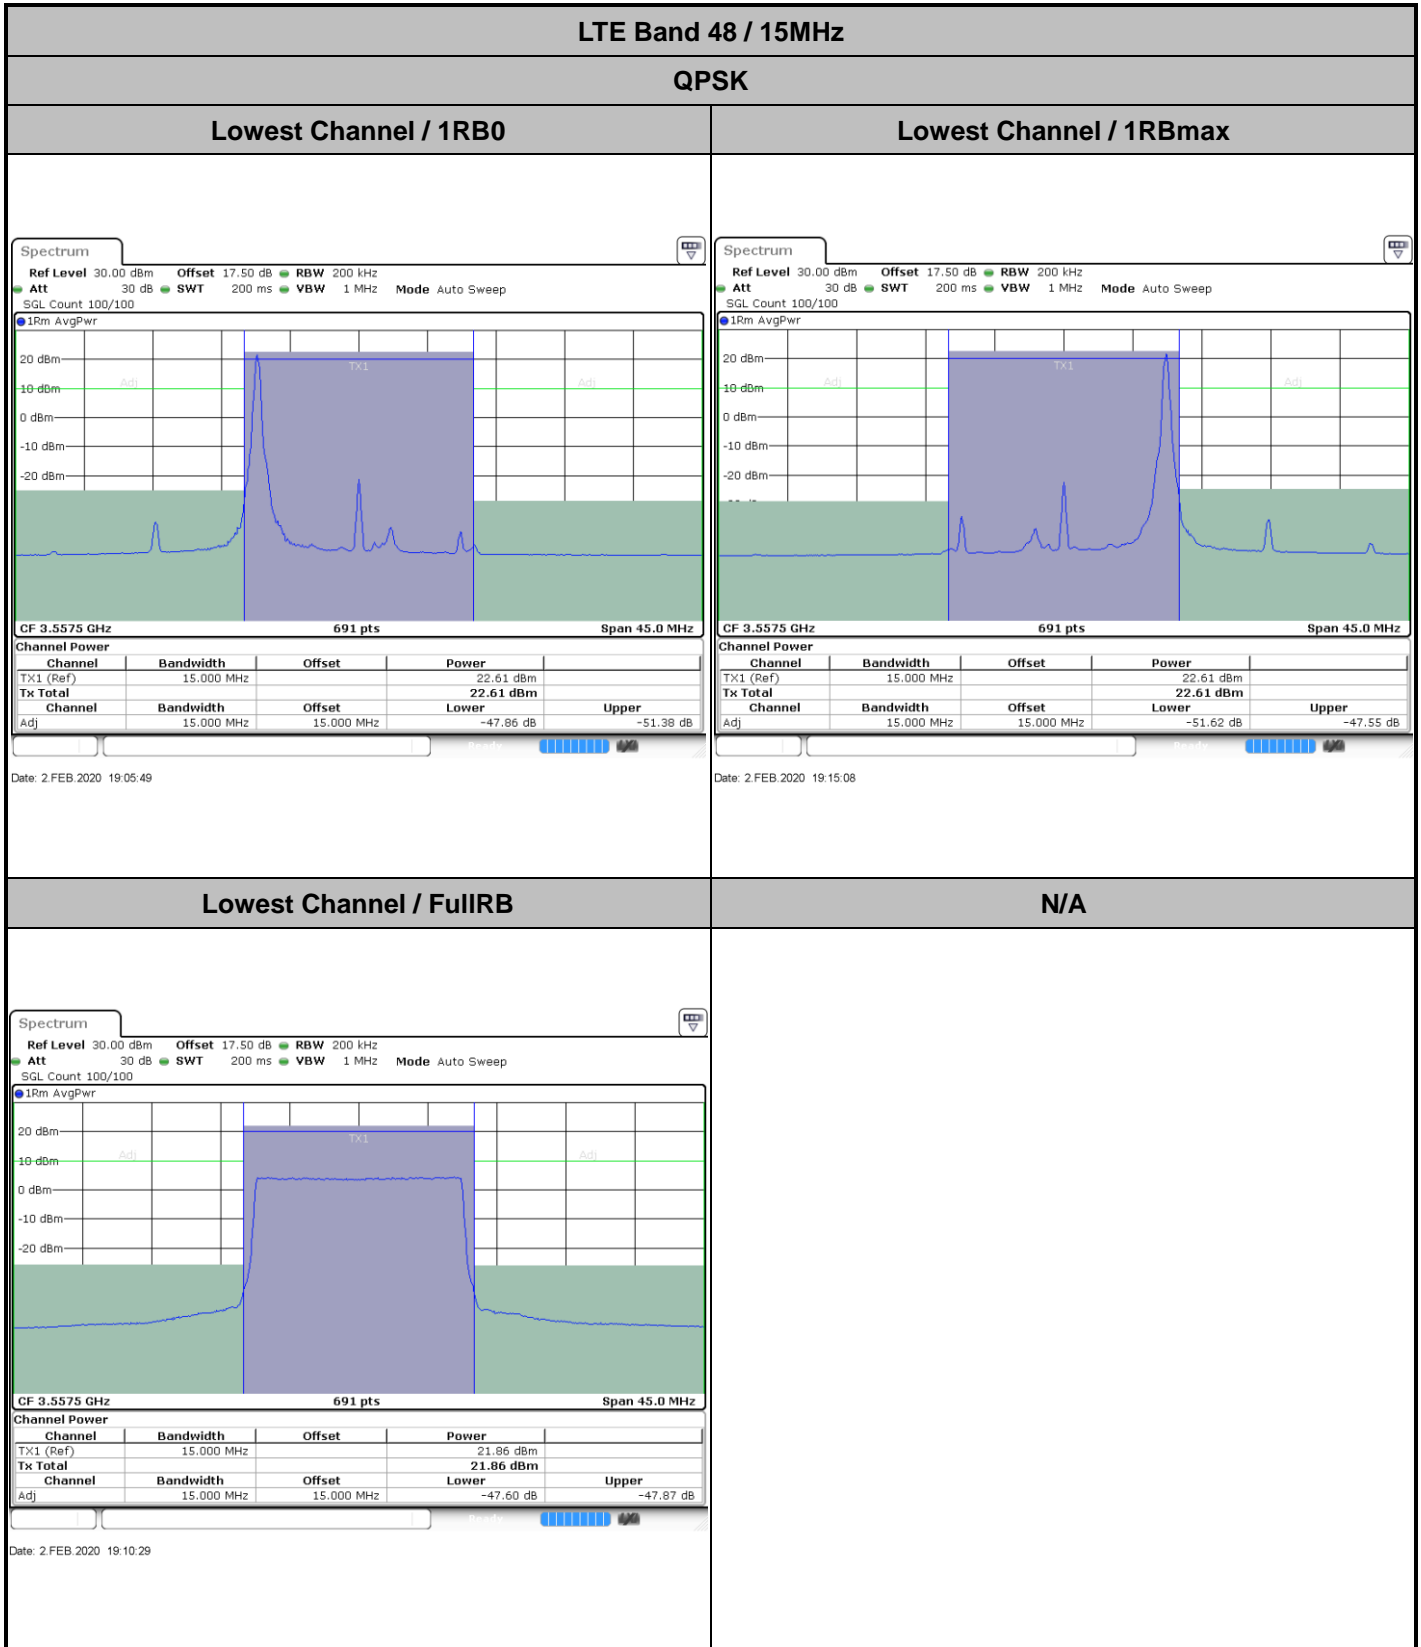 LTE Band 48 / 15MHz
QPSK
Lowest Channel / 1RB0
Lowest Channel / 1RBmax
Spectrum
Ref Level 30.00 dBm Offset 17.50 dB RBW 200 kHz
Att 30 dB SWT 200 ms VBW 1 MHz Mode Auto Sweep
SGL Count 100/100
1Rm AvgPwr
TX1
20 dBm
Adj Adj
10 dBm
0 dBm
-10 dBm
-20 dBm
CF 3.5575 GHz 691 pts Span 45.0 MHz
Channel Power
Channel Bandwidth Offset Power
TX1 (Ref) 15.000 MHz 22.61 dBm
Tx Total 22.61 dBm
Channel Bandwidth Offset Lower Upper
Adj 15.000 MHz 15.000 MHz -47.86 dB -51.38 dB
Ready
Date: 2.FEB.2020 19:05:49
Spectrum
Ref Level 30.00 dBm Offset 17.50 dB RBW 200 kHz
Att 30 dB SWT 200 ms VBW 1 MHz Mode Auto Sweep
SGL Count 100/100
1Rm AvgPwr
20 dBm
TX1
Adj Adj
10 dBm
0 dBm
-10 dBm
-20 dBm
CF 3.5575 GHz 691 pts Span 45.0 MHz
Channel Power
Channel Bandwidth Offset Power
TX1 (Ref) 15.000 MHz 22.61 dBm
Tx Total 22.61 dBm
Channel Bandwidth Offset Lower Upper
Adj 15.000 MHz 15.000 MHz -51.62 dB -47.55 dB
Ready
Date: 2.FEB.2020 19:15:08
Lowest Channel / FullRB
N/A
Spectrum
Ref Level 30.00 dBm Offset 17.50 dB RBW 200 kHz
Att 30 dB SWT 200 ms VBW 1 MHz Mode Auto Sweep
SGL Count 100/100
1Rm AvgPwr
20 dBm
TX1
Adj Adj
10 dBm
0 dBm
-10 dBm
-20 dBm
CF 3.5575 GHz 691 pts Span 45.0 MHz
Channel Power
Channel Bandwidth Offset Power
TX1 (Ref) 15.000 MHz 21.86 dBm
Tx Total 21.86 dBm
Channel Bandwidth Offset Lower Upper
Adj 15.000 MHz 15.000 MHz -47.60 dB -47.87 dB
Ready
Date: 2.FEB.2020 19:10:29